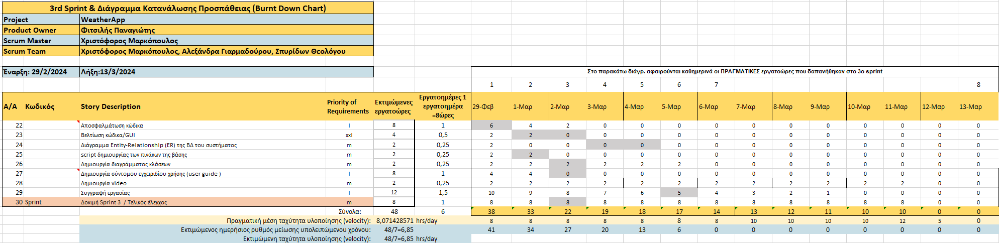 3rd Sprint & Διάγραμμα Κατανάλωσης Προσπάθειας (Burnt Down Chart)
Project WeatherApp
Product Owner Φιτσιλής Παναγιώτης
Scrum Master Χριστόφορος Μαρκόπουλος
Scrum Team Χριστόφορος Μαρκόπουλος, Αλεξάνδρα Γιαρμαδούρου, Σπυρίδων Θεολόγου
Έναρξη: 29/2/2024 Λήξη:13/3/2024 Στο παρακάτω διάγρ. αφαιρούνται καθημερινά οι ΠΡΑΓΜΑΤΙΚΕΣ εργατοώρες που δαπανήθηκαν στο 3ο sprint
1 2 3 4 5 6 7 8
Α/Α Κωδικός Story Description Priority of Requirements Εκτιμώμενες εργατοώρες Εργατοημέρες 1 εργατοημέρα =8ώρες 29-Φεβ 1-Μαρ 2-Μαρ 3-Μαρ 4-Μαρ 5-Μαρ 6-Μαρ 7-Μαρ 8-Μαρ 9-Μαρ 10-Μαρ 11-Μαρ 12-Μαρ 13-Μαρ
22 Αποσφαλμάτωση κώδικα l 8 1 6 4 2 0 0 0 0 0 0 0 0 0 0 0
23 Βελτίωση κώδικα/GUI xxl 4 0,5 2 2 0 0 0 0 0 0 0 0 0 0 0 0
24 Διάγραμμα Entity-Relationship (ER) της ΒΔ του συστήματος m 2 0,25 2 0 0 0 0 0 0 0 0 0 0 0 0 0
25 script δημιουργίας των πινάκων της βάσης m 2 0,25 2 2 0 0 0 0 0 0 0 0 0 0 0 0
26 Δημιουργία διαγράμματος κλάσεων m 2 0,25 2 2 2 2 2 2 0 0 0 0 0 0 0 0
27 Δημιουργία σύντομου εγχειριδίου χρήσης (user guide ) l 8 1 4 4 0 0 0 0 0 0 0 0 0 0 0 0
28 Δημιουργία video m 2 0,25 2 2 2 2 2 2 2 2 2 2 2 2 0 0
29 Συγγραφή εργασίας l 12 1,5 10 9 8 7 6 5 4 3 2 1 0 0 0 0
30 Sprint Δοκιμή Sprint 3 / Τελικός έλεγχος m 8 1 8 8 8 8 8 8 8 8 8 8 8 8 0 0
Σύνολα: 48 6 38 33 22 19 18 17 14 13 12 11 10 10 0 0
Πραγματική μέση ταχύτητα υλοποίησης (velocity): 8,071428571 hrs/day 8 8 8 8 8 8 8 10 10 10 10 12 5 0
Εκτιμώμενος ημερήσιος ρυθμός μείωσης υπολειπώμενου χρόνου: 48/7=6,85 41 34 27 20 13 6 0 0 0 0 0 0 0 0
Εκτιμώμενη ταχύτητα υλοποίησης (velocity): 48/7=6,85 hrs/day